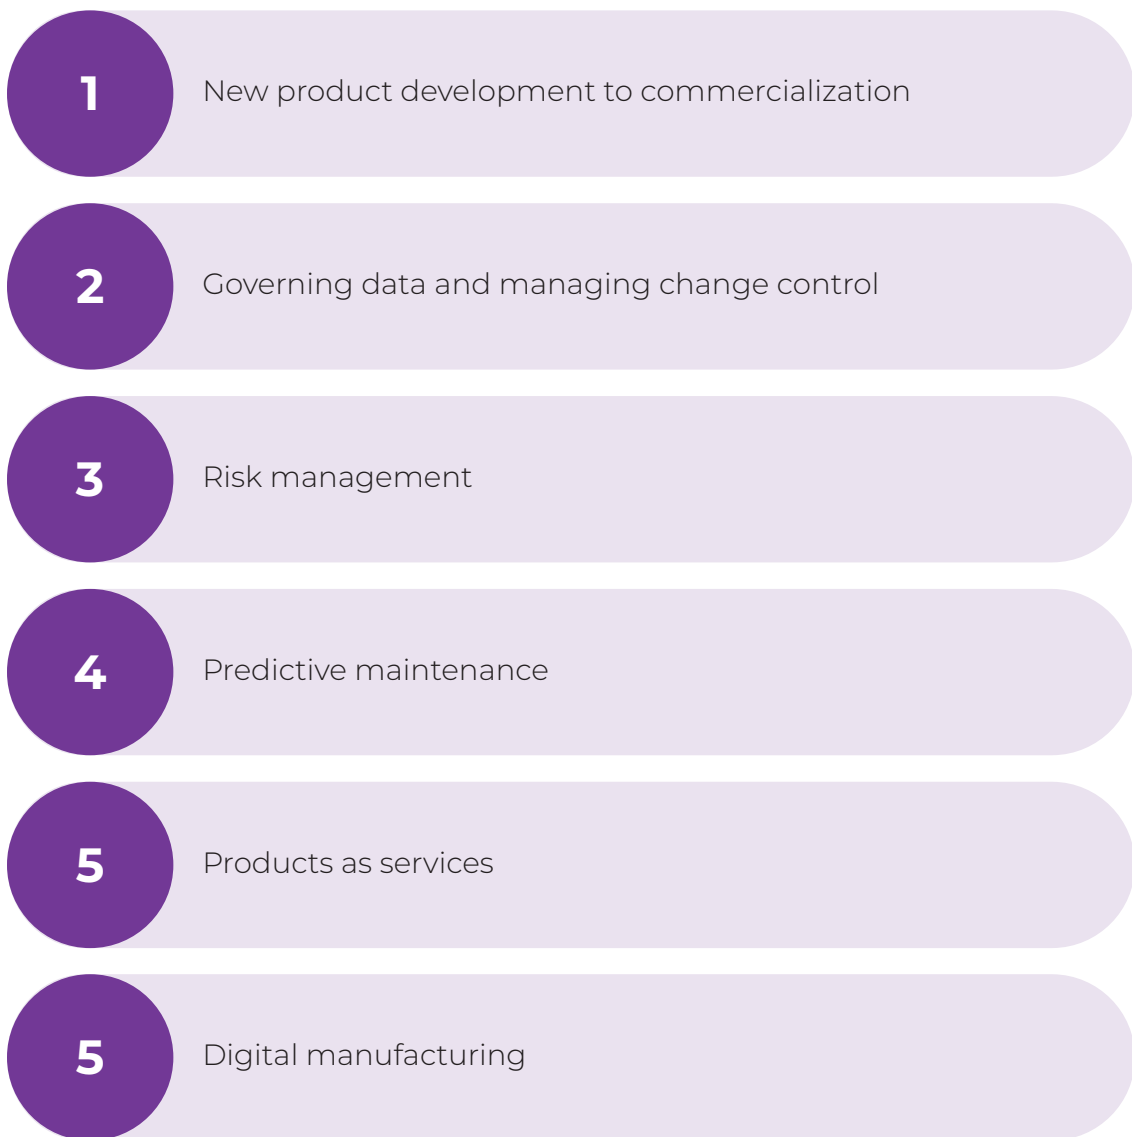 1
New product development to commercialization
2
Governing data and managing change control
3
Risk management
4
Predictive maintenance
5
Products as services
5
Digital manufacturing